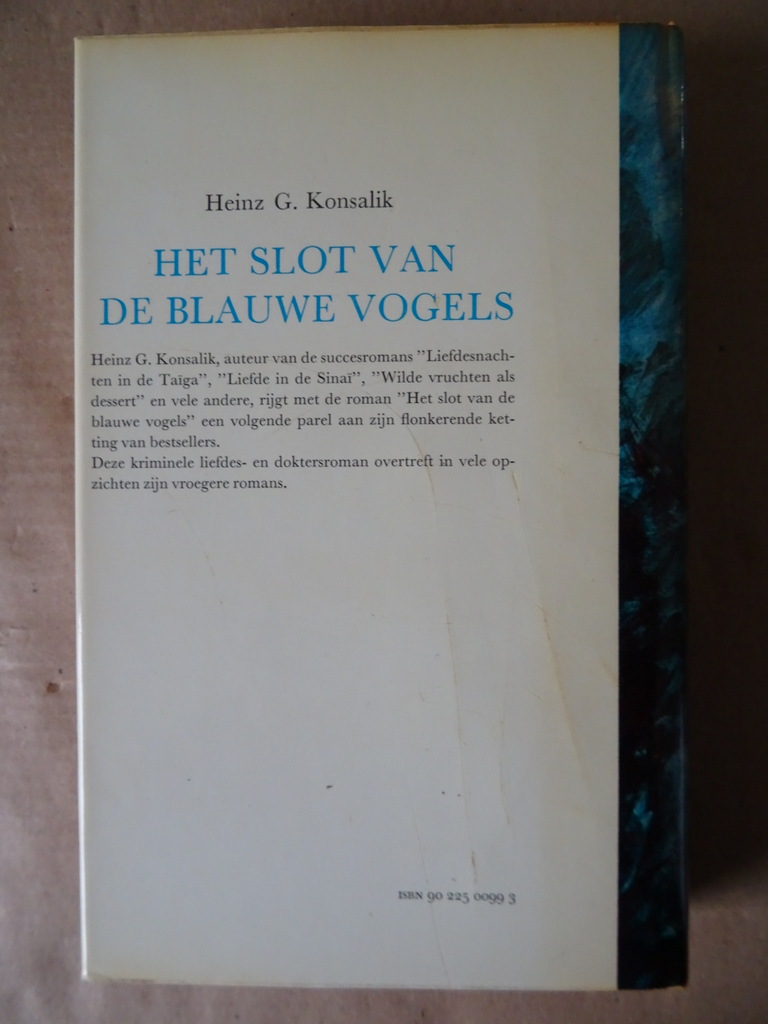 Heinz G. Konsalik
HET SLOT VAN
DE BLAUWE VOGELS
Heinz G. Konsalik, auteur van de succesromans "Liefdesnach-
ten in de Taïga", "Liefde in de Sinaï", "Wilde vruchten als
dessert" en vele andere, rijgt met de roman "Het slot van de
blauwe vogels" een volgende parel aan zijn flonkerende ket-
ting van bestsellers.
Deze kriminele liefdes- en doktersroman overtreft in vele op-
zichten zijn vroegere romans.
ISBN 90 225 0099 3